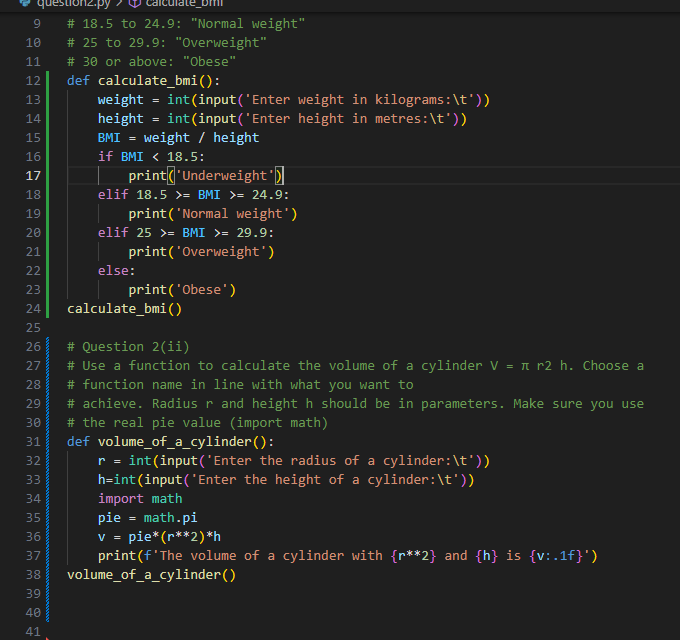 question2.py > calculate_bmi
9 # 18.5 to 24.9: "Normal weight"
10 # 25 to 29.9: "Overweight"
11 # 30 or above: "Obese"
12 def calculate_bmi():
13     weight = int(input('Enter weight in kilograms:\t'))
14     height = int(input('Enter height in metres:\t'))
15     BMI = weight / height
16     if BMI < 18.5:
17         print('Underweight')
18     elif 18.5 >= BMI >= 24.9:
19         print('Normal weight')
20     elif 25 >= BMI >= 29.9:
21         print('Overweight')
22     else:
23         print('Obese')
24 calculate_bmi()
25
26 # Question 2(ii)
27 # Use a function to calculate the volume of a cylinder V = π r2 h. Choose a
28 # function name in line with what you want to
29 # achieve. Radius r and height h should be in parameters. Make sure you use
30 # the real pie value (import math)
31 def volume_of_a_cylinder():
32     r = int(input('Enter the radius of a cylinder:\t'))
33     h=int(input('Enter the height of a cylinder:\t'))
34     import math
35     pie = math.pi
36     v = pie*(r**2)*h
37     print(f'The volume of a cylinder with {r**2} and {h} is {v:.1f}')
38 volume_of_a_cylinder()
39
40
41